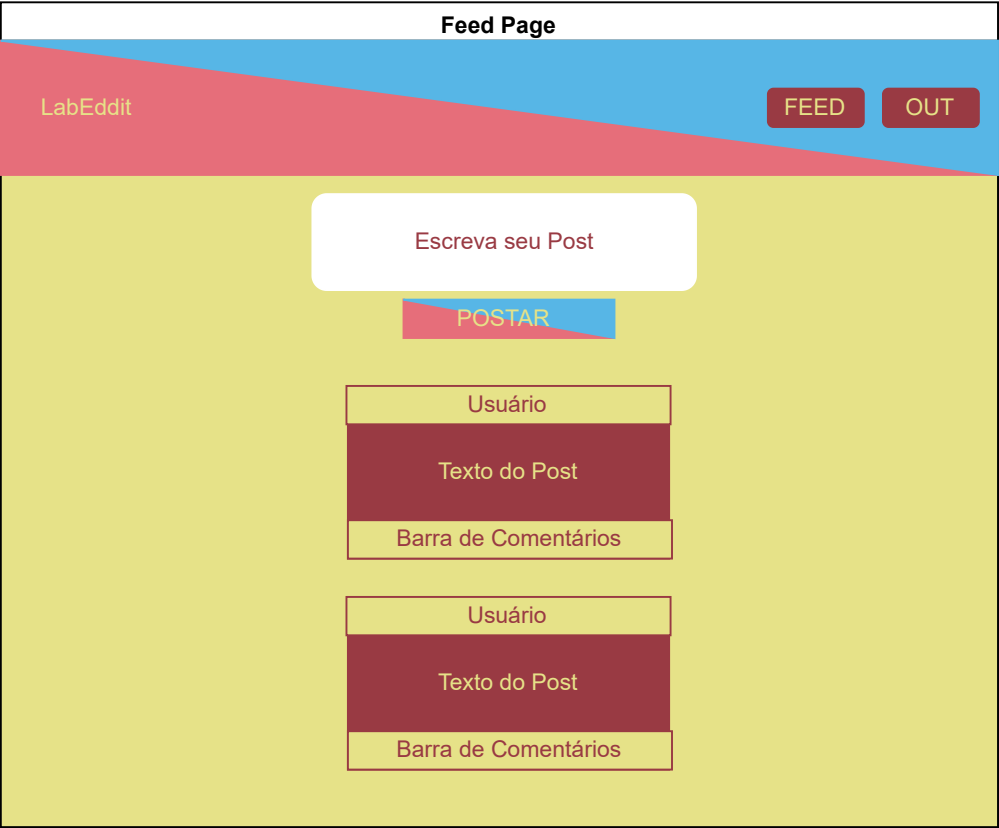 Feed Page
LabEddit
FEED
OUT
Escreva seu Post
POSTAR
Usuário
Texto do Post
Barra de Comentários
Usuário
Texto do Post
Barra de Comentários